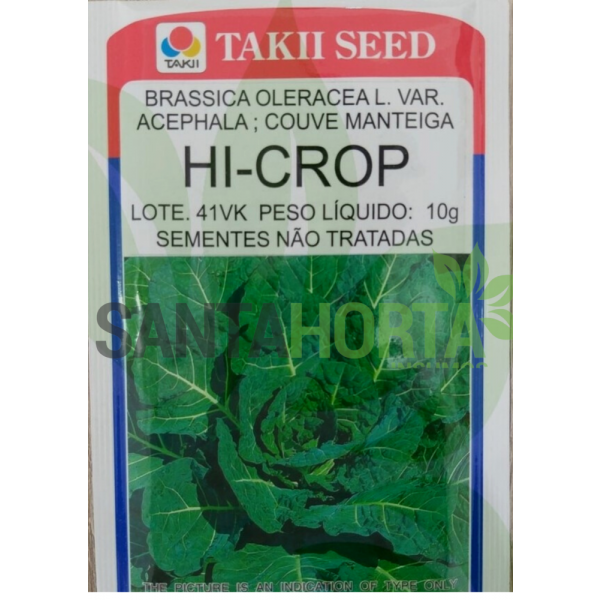 TAKII SEED
TAKII
BRASSICA OLERACEA L. VAR.
ACEPHALA ; COUVE MANTEIGA
HI-CROP
LOTE. 41VK PESO LÍQUIDO: 10g
SEMENTES NÃO TRATADAS
SANTAHORTA
THE PICTURE IS AN INDICATION OF TYPE ONLY